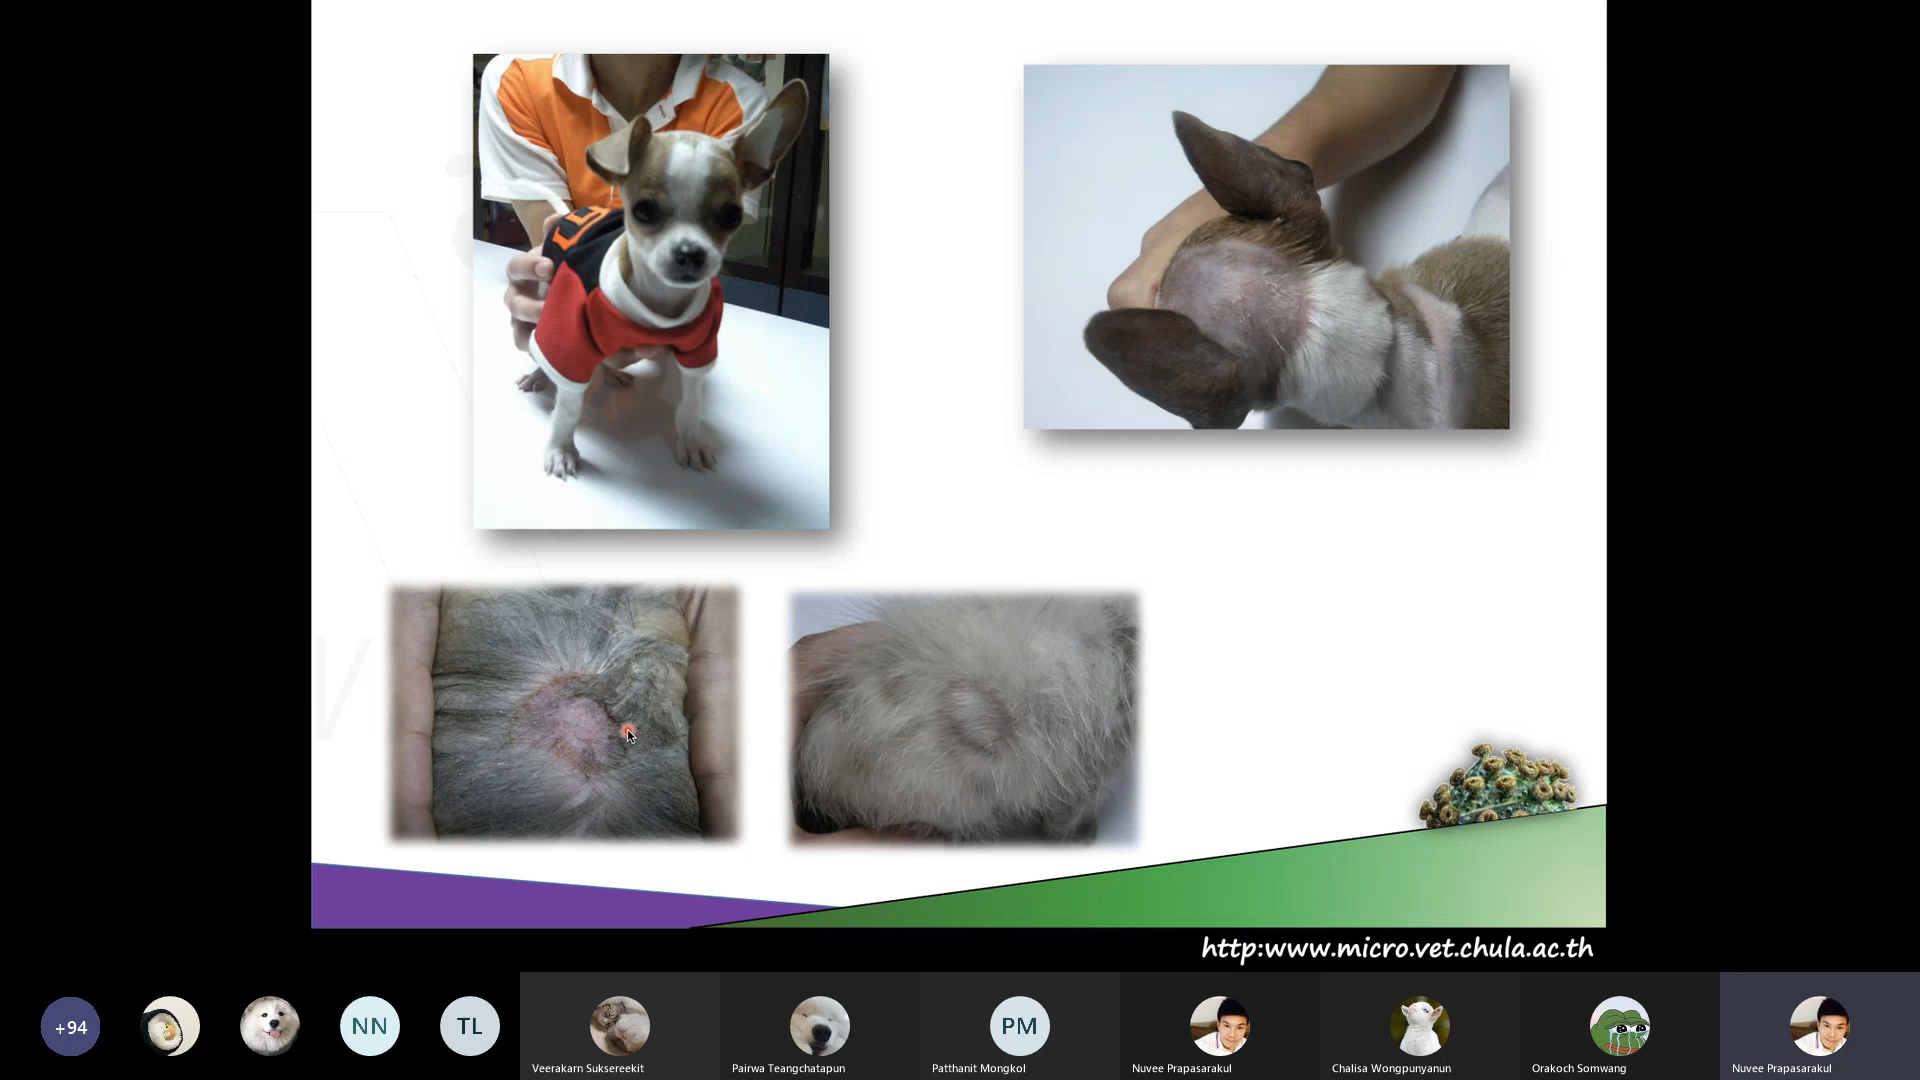 http:www.micro.vet.chula.ac.th
+94
NN
TL
PM
Veerakarn Suksereekit
Pairwa Teangchatapun
Patthanit Mongkol
Nuvee Prapasarakul
Chalisa Wongpunyanun
Orakoch Somwang
Nuvee Prapasarakul